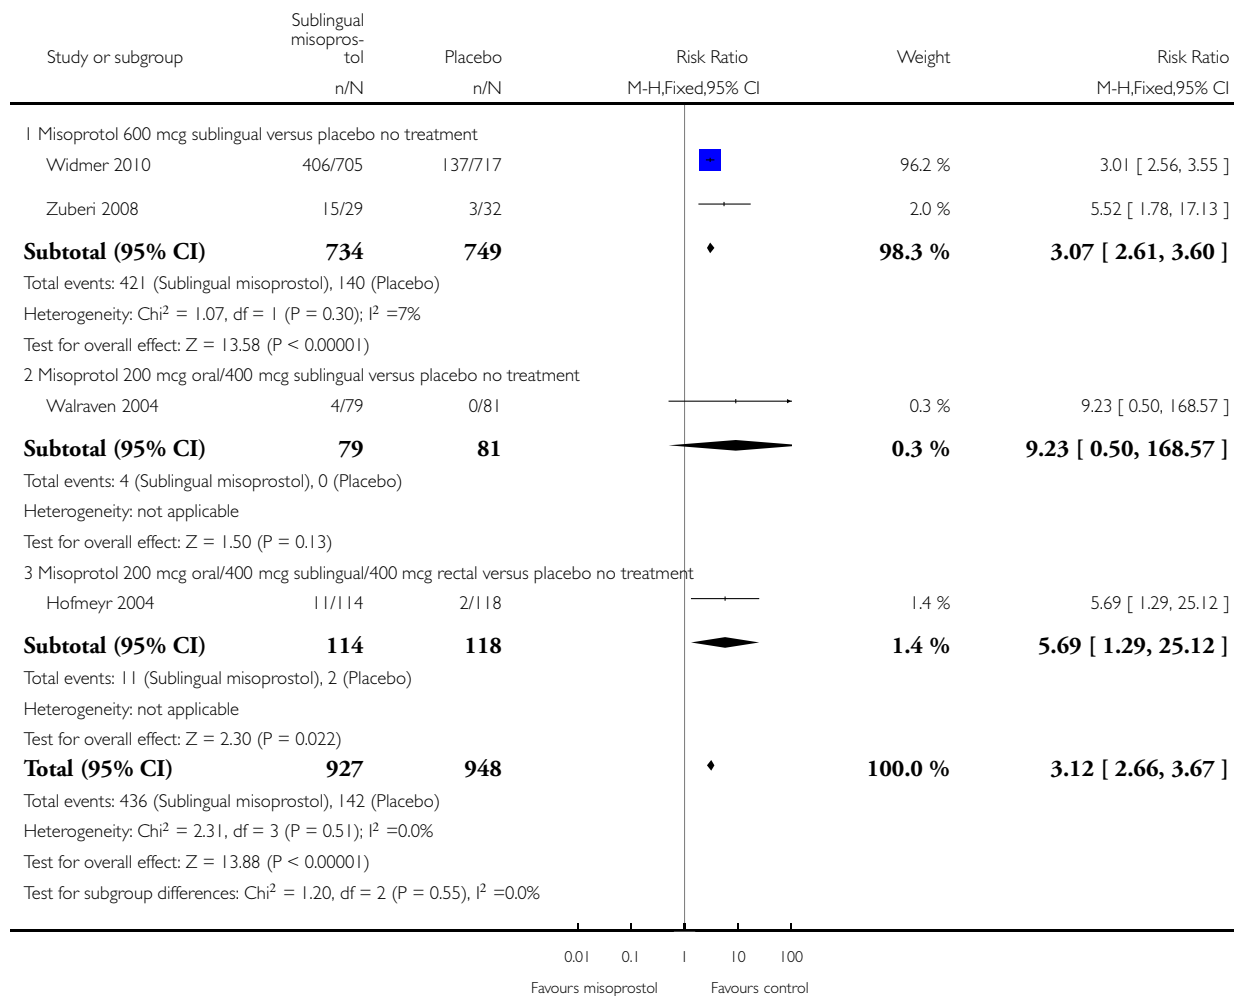 Sublingual
misopros-
Study or subgroup tol Placebo Risk Ratio Weight Risk Ratio
n/N n/N M-H,Fixed,95% CI M-H,Fixed,95% CI
1 Misoprotol 600 mcg sublingual versus placebo no treatment
Widmer 2010 406/705 137/717 96.2 % 3.01 [ 2.56, 3.55 ]
Zuberi 2008 15/29 3/32 2.0 % 5.52 [ 1.78, 17.13 ]
Subtotal (95% CI) 734 749 98.3 % 3.07 [ 2.61, 3.60 ]
Total events: 421 (Sublingual misoprostol), 140 (Placebo)
Heterogeneity: Chi² = 1.07, df = 1 (P = 0.30); I² =7%
Test for overall effect: Z = 13.58 (P < 0.00001)
2 Misoprotol 200 mcg oral/400 mcg sublingual versus placebo no treatment
Walraven 2004 4/79 0/81 0.3 % 9.23 [ 0.50, 168.57 ]
Subtotal (95% CI) 79 81 0.3 % 9.23 [ 0.50, 168.57 ]
Total events: 4 (Sublingual misoprostol), 0 (Placebo)
Heterogeneity: not applicable
Test for overall effect: Z = 1.50 (P = 0.13)
3 Misoprotol 200 mcg oral/400 mcg sublingual/400 mcg rectal versus placebo no treatment
Hofmeyr 2004 11/114 2/118 1.4 % 5.69 [ 1.29, 25.12 ]
Subtotal (95% CI) 114 118 1.4 % 5.69 [ 1.29, 25.12 ]
Total events: 11 (Sublingual misoprostol), 2 (Placebo)
Heterogeneity: not applicable
Test for overall effect: Z = 2.30 (P = 0.022)
Total (95% CI) 927 948 100.0 % 3.12 [ 2.66, 3.67 ]
Total events: 436 (Sublingual misoprostol), 142 (Placebo)
Heterogeneity: Chi² = 2.31, df = 3 (P = 0.51); I² =0.0%
Test for overall effect: Z = 13.88 (P < 0.00001)
Test for subgroup differences: Chi² = 1.20, df = 2 (P = 0.55), I² =0.0%
0.01 0.1 1 10 100
Favours misoprostol Favours control